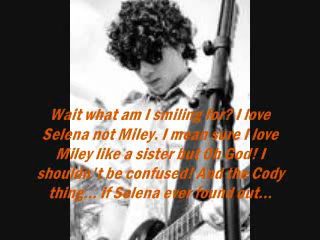 Wait what am I smiling for? I love
Selena not Miley. I mean sure I love
Miley like a sister but Oh God! I
shouldn't be confused! And the Cody
thing... If Selena ever found out...